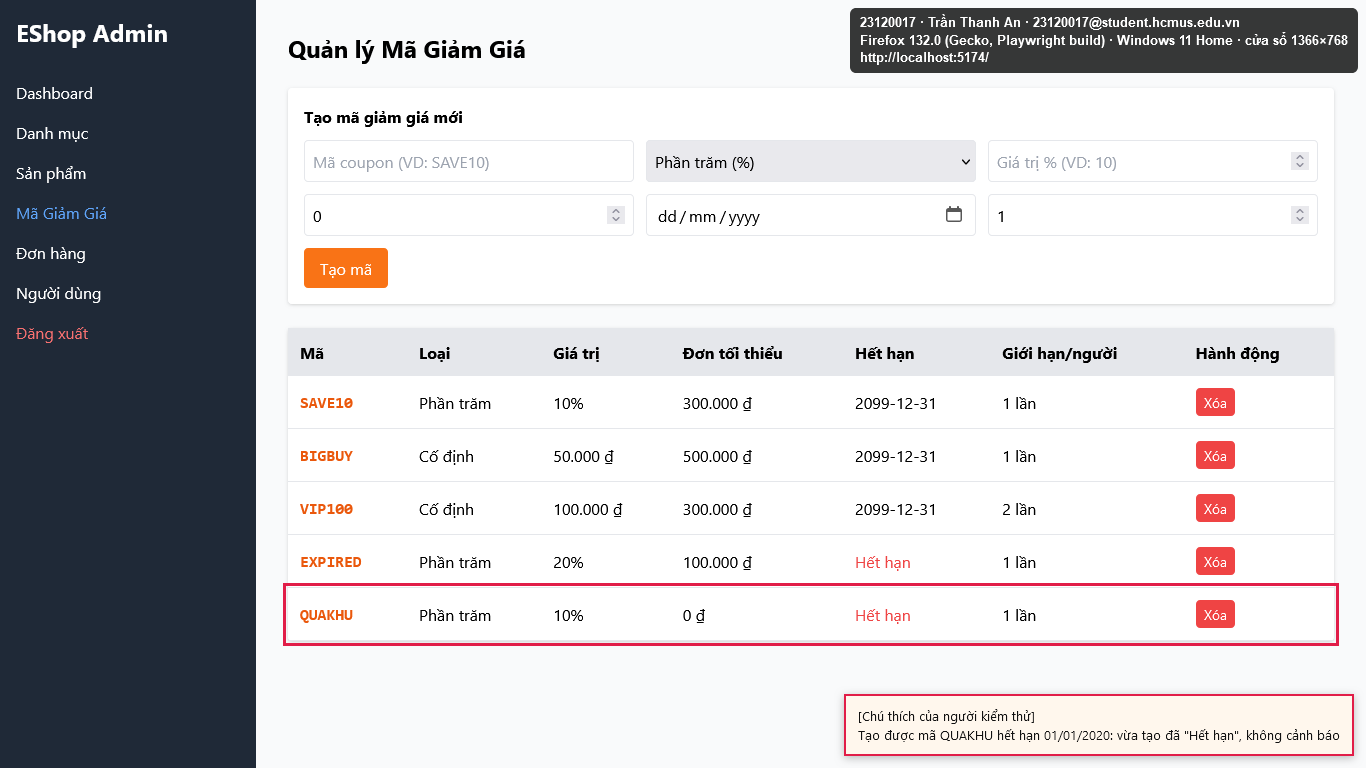 EShop Admin
Dashboard
Danh mục
Sản phẩm
Mã Giảm Giá
Đơn hàng
Người dùng
Đăng xuất
Quản lý Mã Giảm Giá
23120017 · Trần Thanh An · 23120017@student.hcmus.edu.vn
Firefox 132.0 (Gecko, Playwright build) · Windows 11 Home · cửa sổ 1366×768
http://localhost:5174/
Tạo mã giảm giá mới
Mã coupon (VD: SAVE10) Phần trăm (%) Giá trị % (VD: 10)
0 dd / mm / yyyy 1
Tạo mã
Mã Loại Giá trị Đơn tối thiểu Hết hạn Giới hạn/người Hành động
SAVE10 Phần trăm 10% 300.000 ₫ 2099-12-31 1 lần Xóa
BIGBUY Cố định 50.000 ₫ 500.000 ₫ 2099-12-31 1 lần Xóa
VIP100 Cố định 100.000 ₫ 300.000 ₫ 2099-12-31 2 lần Xóa
EXPIRED Phần trăm 20% 100.000 ₫ Hết hạn 1 lần Xóa
QUAKHU Phần trăm 10% 0 ₫ Hết hạn 1 lần Xóa
[Chú thích của người kiểm thử]
Tạo được mã QUAKHU hết hạn 01/01/2020: vừa tạo đã "Hết hạn", không cảnh báo